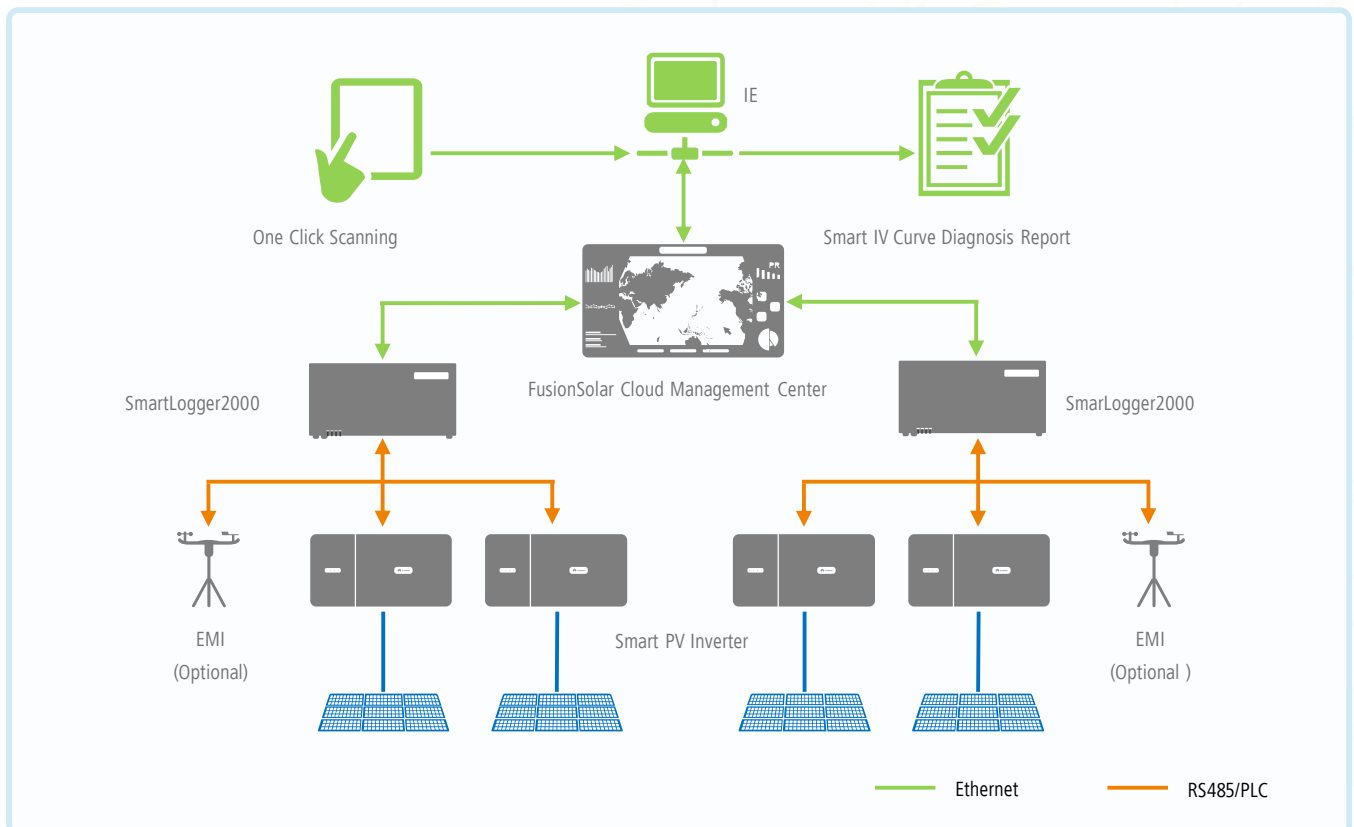 IE
One Click Scanning
Smart IV Curve Diagnosis Report
PR
FusionSolar Cloud Management Center
SmartLogger2000
SmarLogger2000
EMI
(Optional)
Smart PV Inverter
EMI
(Optional )
Ethernet
RS485/PLC